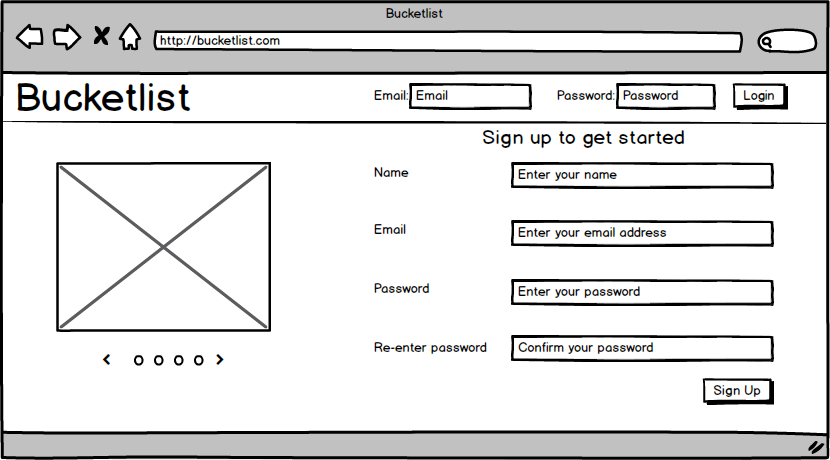 Bucketlist
http://bucketlist.com
Bucketlist
Email: Email Password: Password Login
Sign up to get started
Name Enter your name
Email Enter your email address
Password Enter your password
Re-enter password Confirm your password
Sign Up